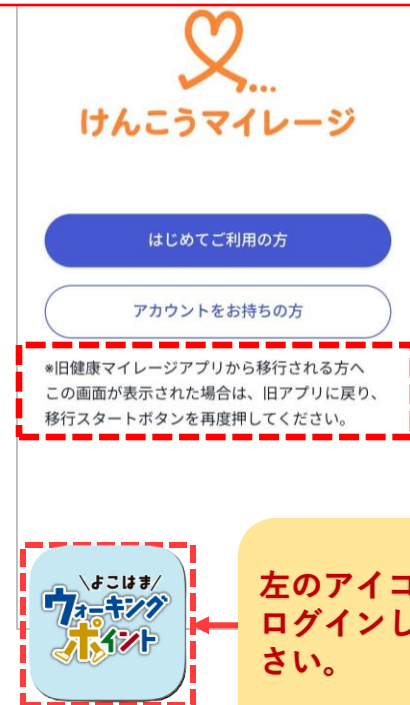 けんこうマイレージ
はじめてご利用の方
アカウントをお持ちの方
※旧健康マイレージアプリから移行される方へ
この画面が表示された場合は、旧アプリに戻り、
移行スタートボタンを再度押してください。
よこはま
ウォーキング
ポイント
左のアイコ
ログインし
さい。